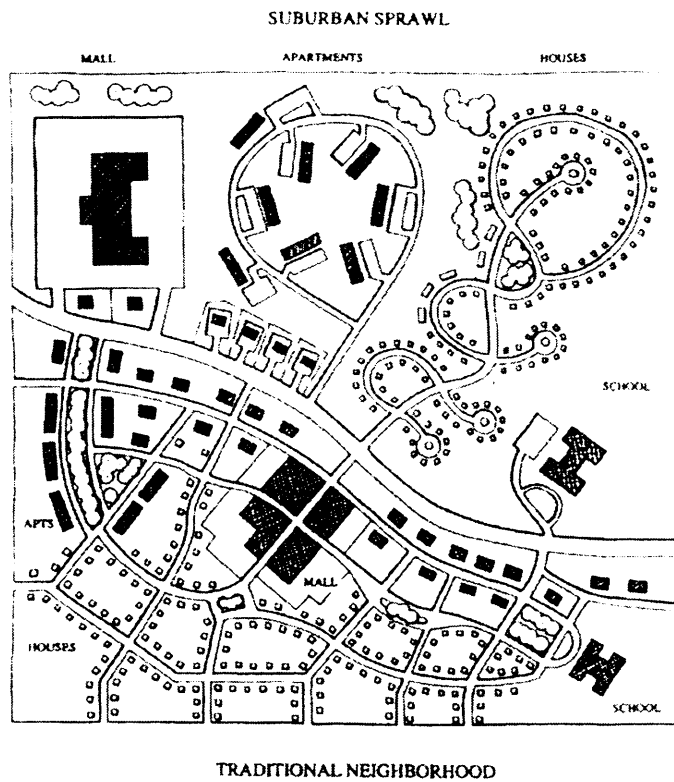 SUBURBAN SPRAWL
MALL APARTMENTS HOUSES
SCHOOL
APTS
MALL
HOUSES
SCHOOL
TRADITIONAL NEIGHBORHOOD